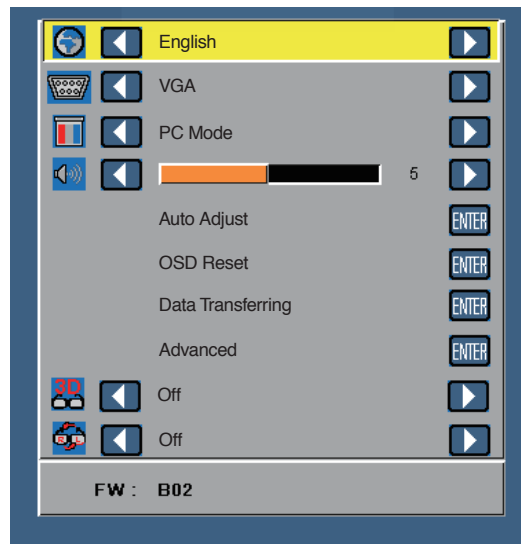 English
VGA
PC Mode
5
Auto Adjust ENTER
OSD Reset ENTER
Data Transferring ENTER
Advanced ENTER
3D Off
R L Off
FW : B02